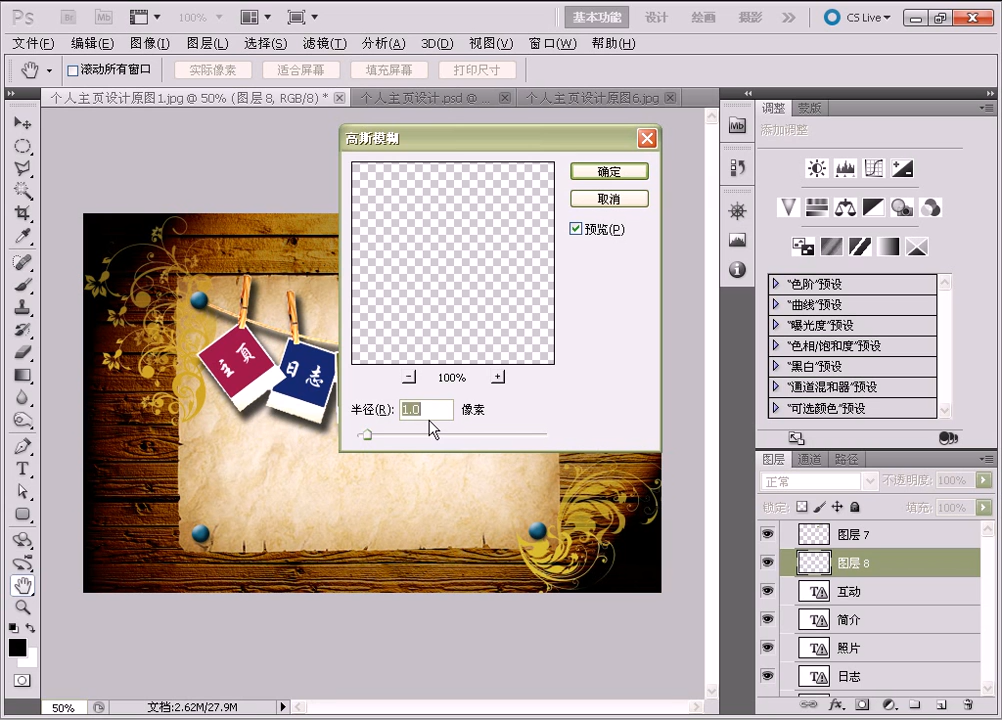 Ps Br Mb 100% 基本功能 设计 绘画 摄影 CS Live
文件(F) 编辑(E) 图像(I) 图层(L) 选择(S) 滤镜(T) 分析(A) 3D(D) 视图(V) 窗口(W) 帮助(H)
滚动所有窗口 实际像素 适合屏幕 填充屏幕 打印尺寸
个人主页设计原图1.jpg @ 50% (图层 8, RGB/8) * 个人主页设计.psd @ ... 个人主页设计原图6.jpg
调整 蒙版
添加调整
Mb
高斯模糊
确定
取消
预览(P)
100%
半径(R): 1.0 像素
主页
日志
“色阶”预设
“曲线”预设
“曝光度”预设
“色相/饱和度”预设
“黑白”预设
“通道混和器”预设
“可选颜色”预设
图层 通道 路径
正常 不透明度: 100%
锁定: 填充: 100%
图层 7
图层 8
T 互动
T 简介
T 照片
T 日志
50% 文档:2.62M/27.9M